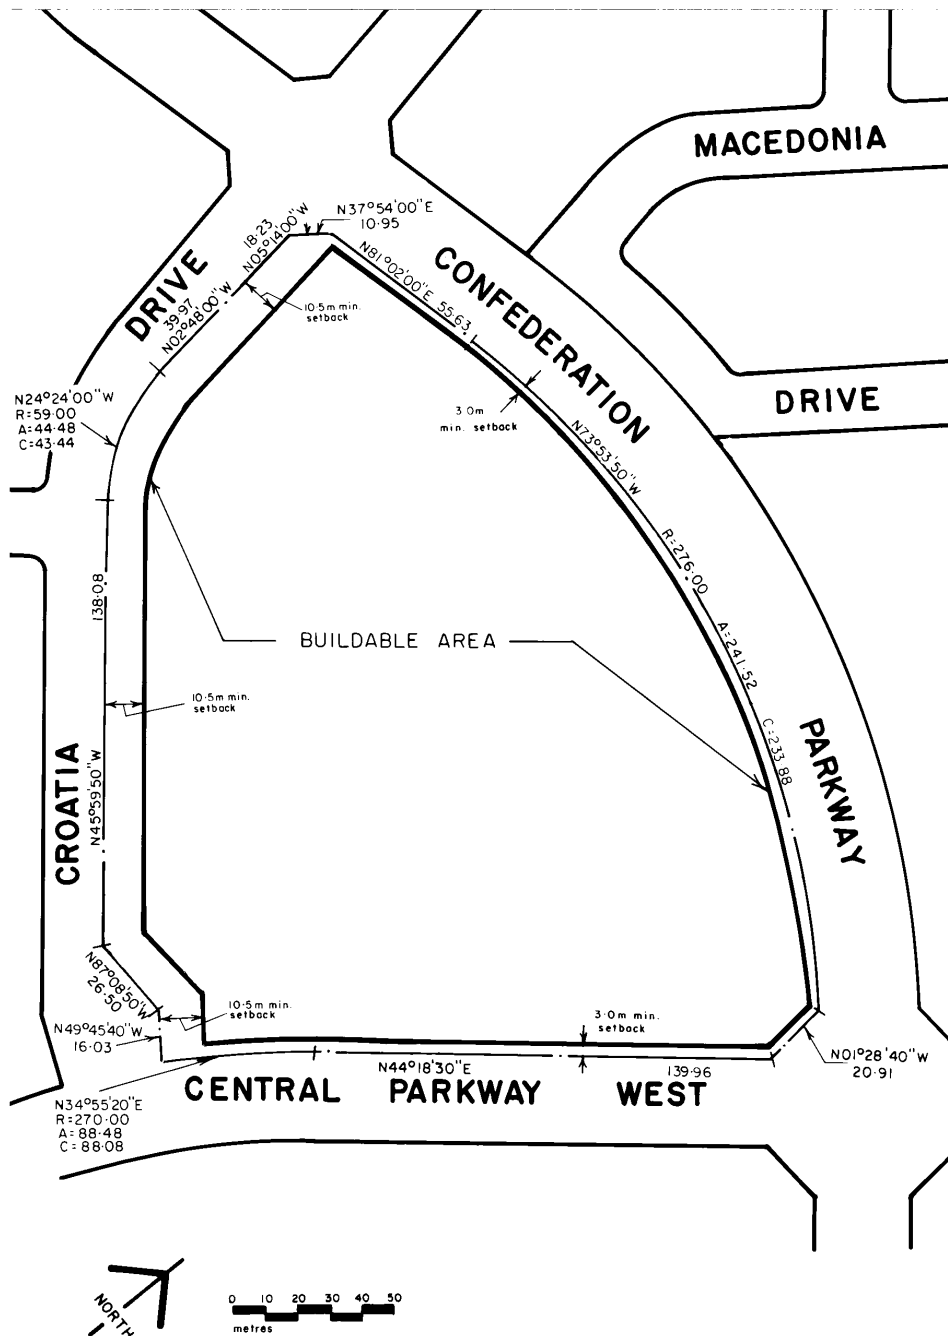 MACEDONIA
DRIVE
N37°54'00"E
10·95
18·23
N05°14'00"W
N81°02'00"E 55·63
CONFEDERATION
PARKWAY
DRIVE
39·97
N02°48'00"W
10·5m min.
setback
N24°24'00"W
R=59·00
A=44·48
C=43·44
3·0m
min. setback
N73°53'50"W
R=276·00
A=241·52
C=233·88
138·08
BUILDABLE AREA
10·5m min.
setback
CROATIA
N45°59'50"W
N87°08'50"W
26·50
10·5m min.
setback
3·0m min.
setback
N49°45'40"W
16·03
N01°28'40"W
20·91
N44°18'30"E
139·96
CENTRAL PARKWAY WEST
N34°55'20"E
R=270·00
A=88·48
C=88·08
NORTH
0 10 20 30 40 50
metres